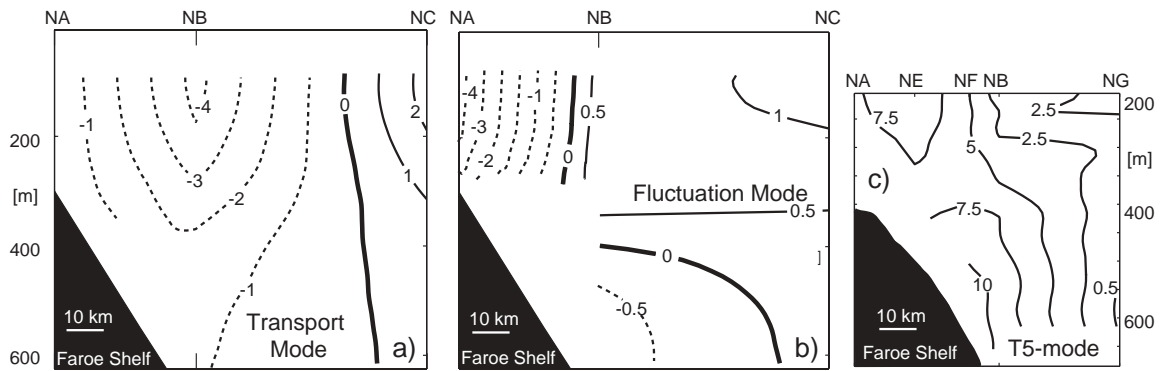 NA NB NC
200
[m]
400
600
-1
-4
-3
-2
-1
0
1
2
10 km
Faroe Shelf
Transport
Mode
a)
NA NB NC
-4
-3
-2
-1
0
0.5
1
Fluctuation Mode
0.5
0
-0.5
]
10 km
Faroe Shelf
b)
NA NE NF NB NG
200
[m]
400
600
7.5
5
2.5
2.5
c)
7.5
10
0.5
10 km
Faroe Shelf
T5-mode